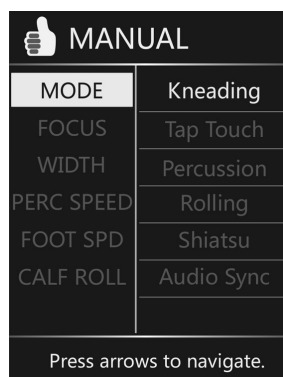 MANUAL
MODE
Kneading
FOCUS
Tap Touch
WIDTH
Percussion
PERC SPEED
Rolling
FOOT SPD
Shiatsu
CALF ROLL
Audio Sync
Press arrows to navigate.